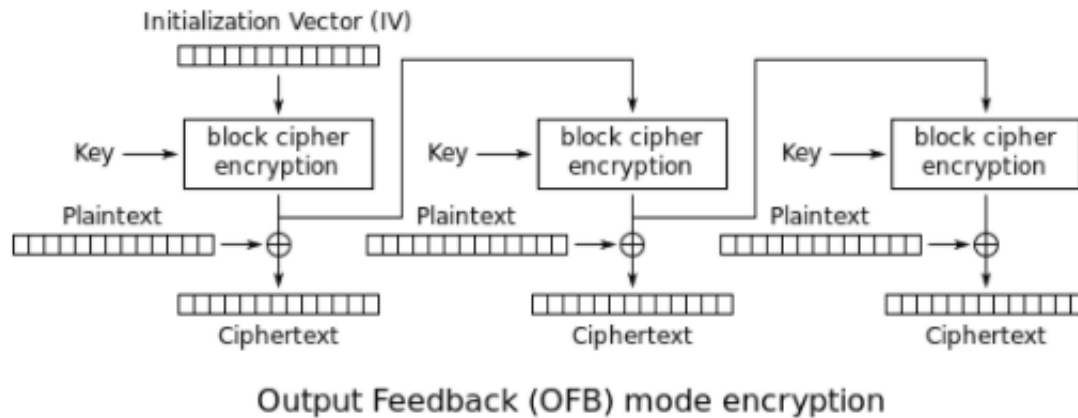 Initialization Vector (IV)
Key
block cipher
encryption
Key
block cipher
encryption
Key
block cipher
encryption
Plaintext
Plaintext
Plaintext
Ciphertext
Ciphertext
Ciphertext
Output Feedback (OFB) mode encryption